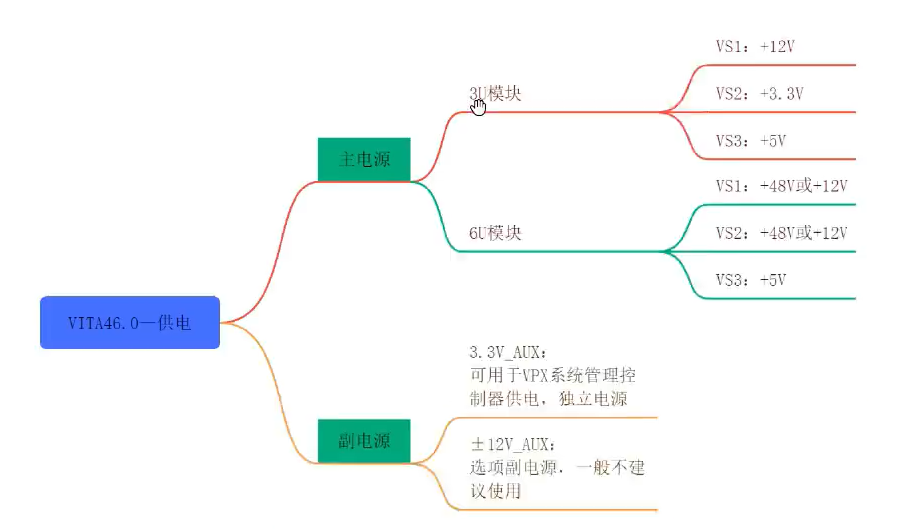 VS1：+12V
3U模块
VS2：+3.3V
VS3：+5V
主电源
VS1：+48V或+12V
6U模块
VS2：+48V或+12V
VS3：+5V
VITA46.0—供电
3.3V_AUX：
可用于VPX系统管理控
制器供电，独立电源
副电源
±12V_AUX：
选项副电源．一般不建
议使用